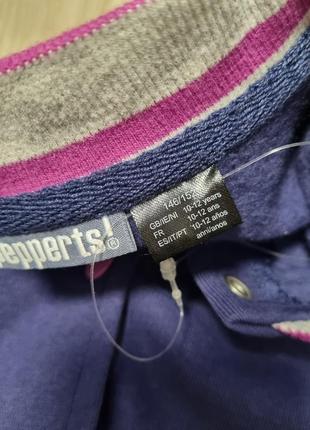 pepperts!®
146/152
GB/IE/NI 10-12 years
FR 10-12 ans
ES/IT/PT 10-12 años
anni/anos